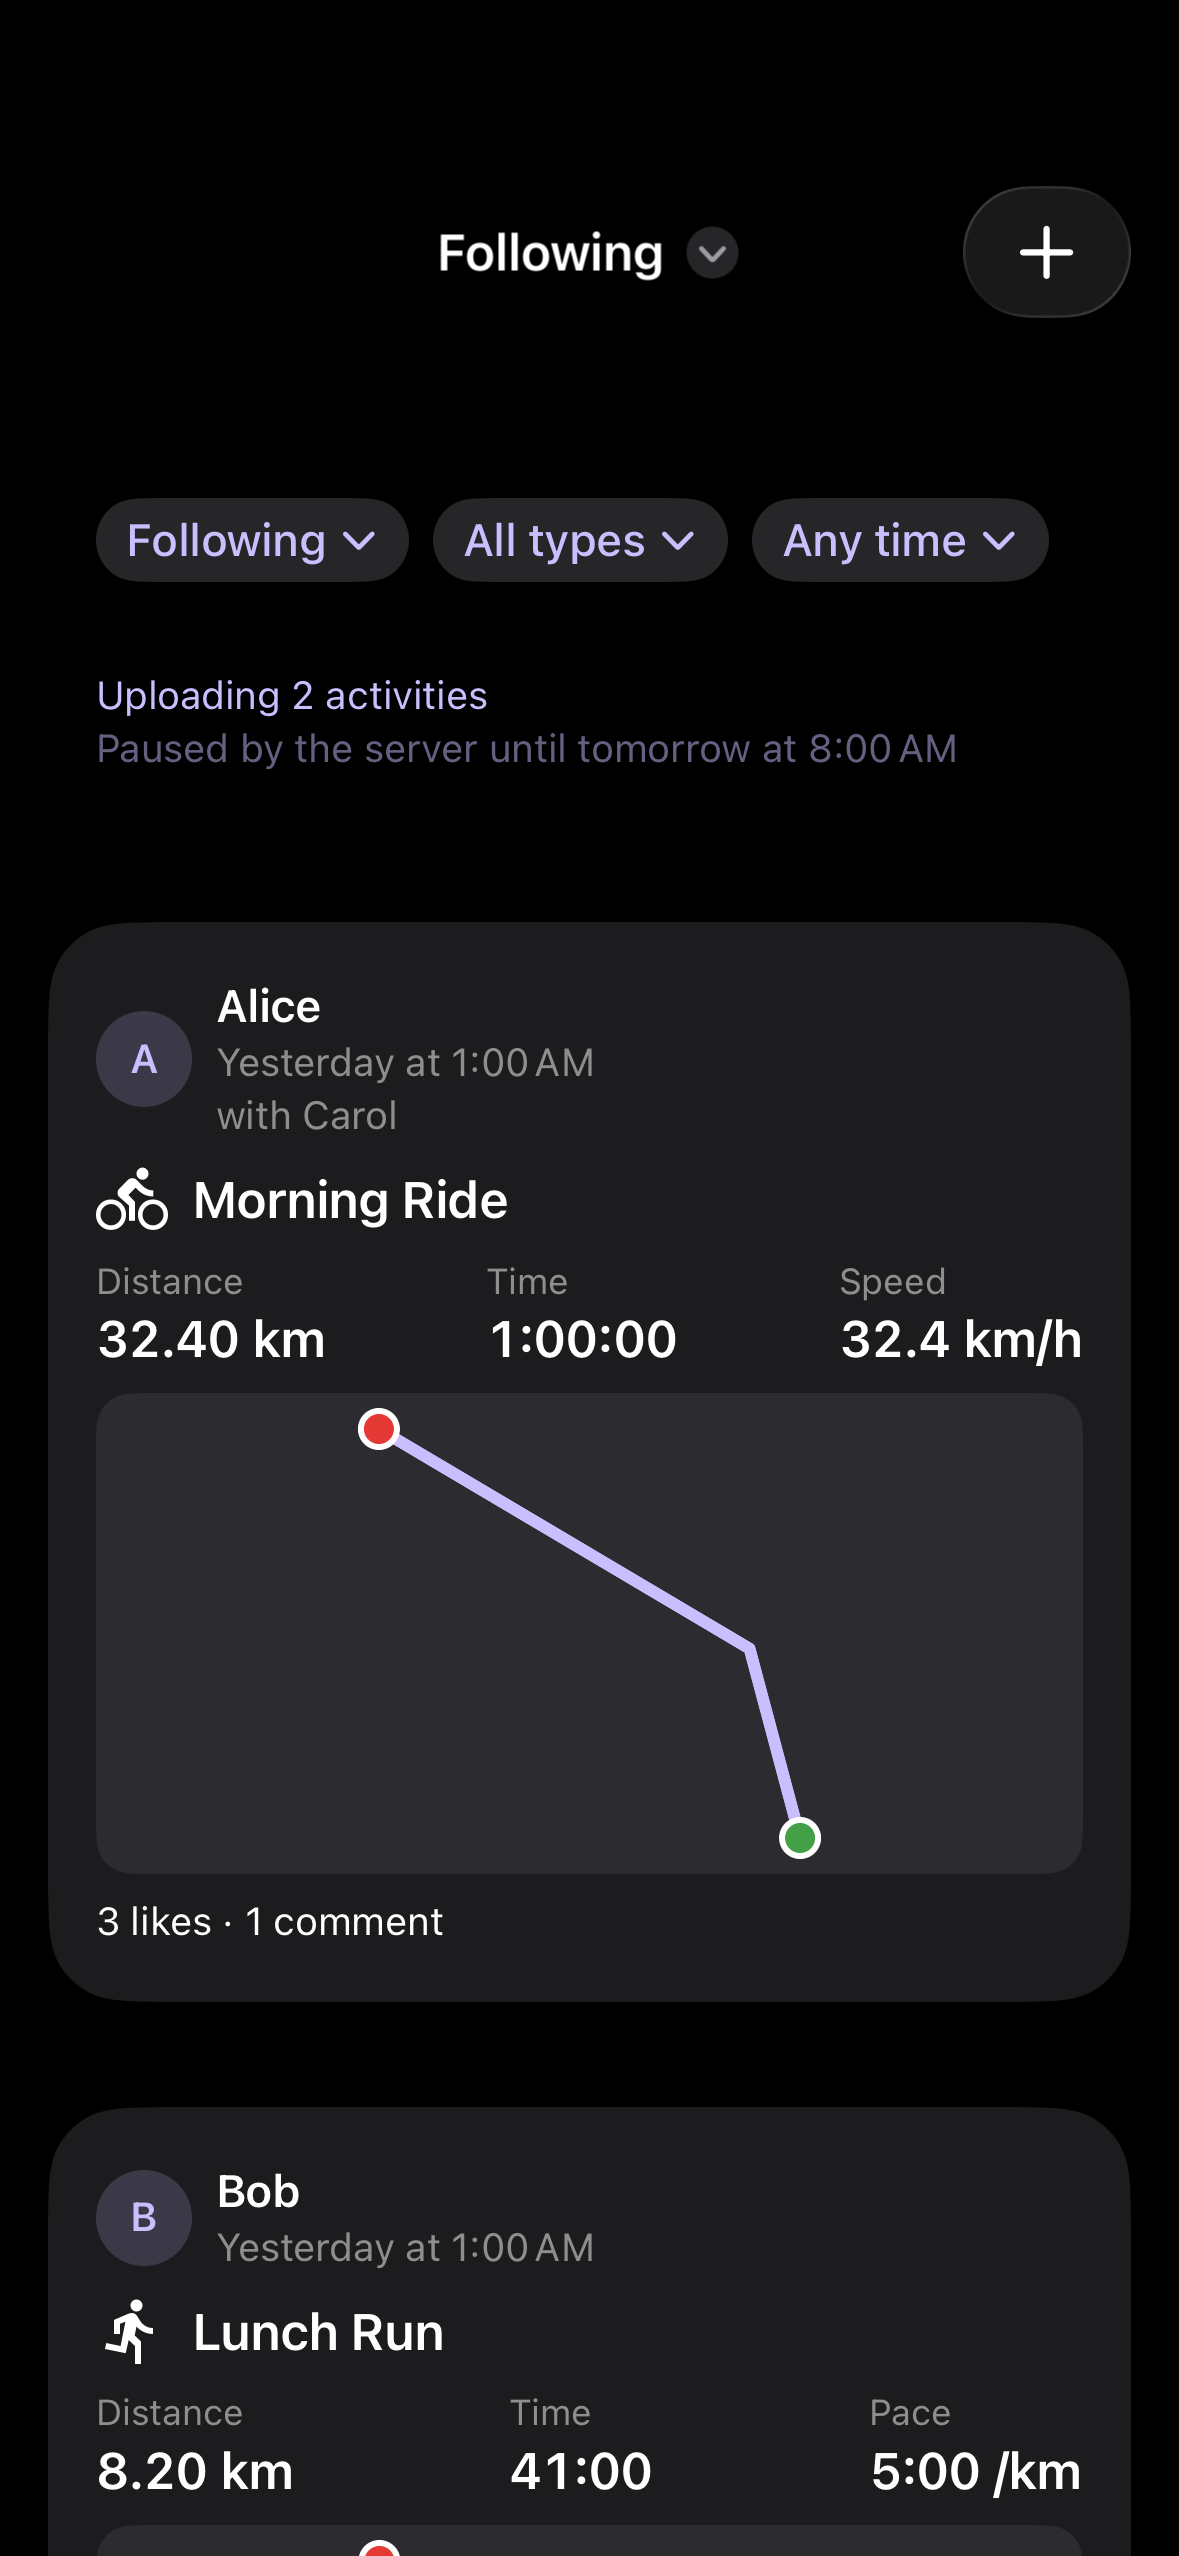 Following
Following
All types
Any time
Uploading 2 activities
Paused by the server until tomorrow at 8:00 AM
A
Alice
Yesterday at 1:00 AM
with Carol
Morning Ride
Distance
Time
Speed
32.40 km
1:00:00
32.4 km/h
3 likes · 1 comment
B
Bob
Yesterday at 1:00 AM
Lunch Run
Distance
Time
Pace
8.20 km
41:00
5:00 /km